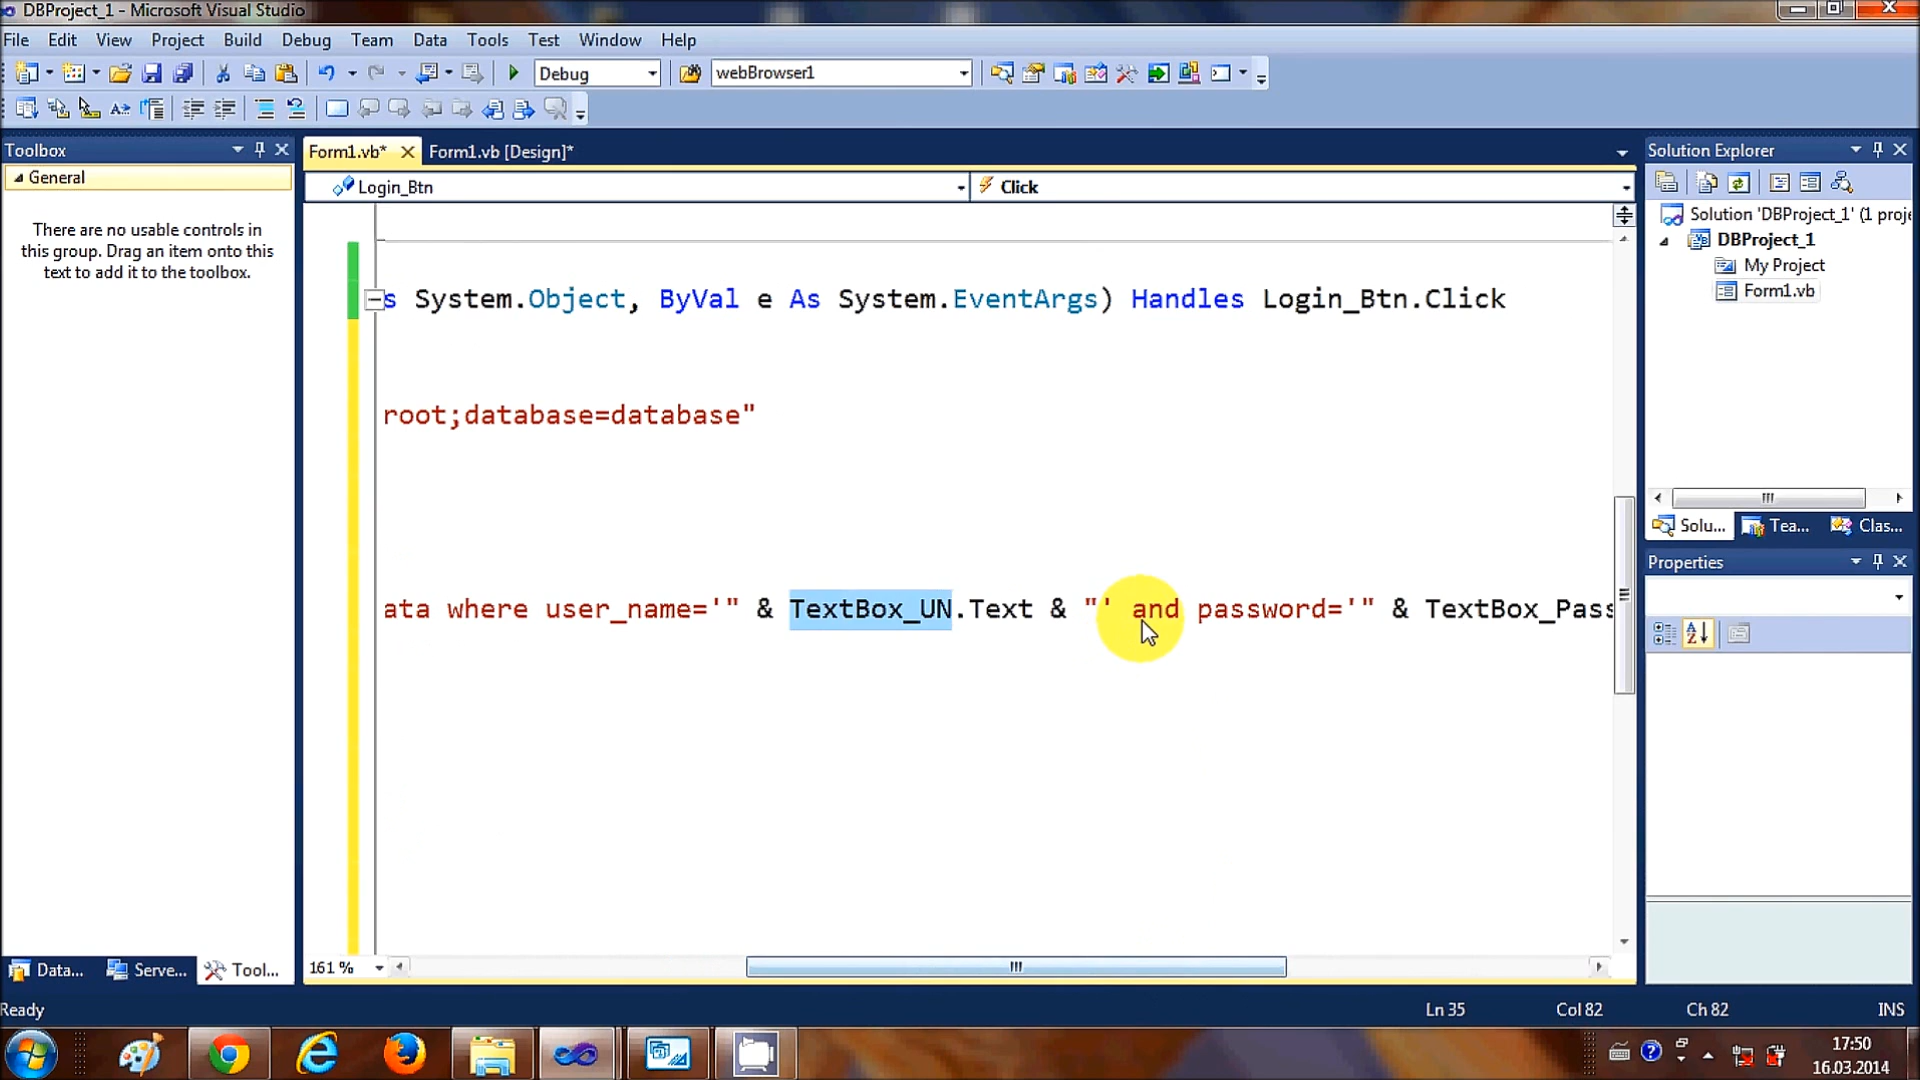 DBProject_1 - Microsoft Visual Studio
File Edit View Project Build Debug Team Data Tools Test Window Help
Debug webBrowser1
Toolbox
General
There are no usable controls in
this group. Drag an item onto this
text to add it to the toolbox.
Data... Serve... Tool...
Form1.vb* Form1.vb [Design]*
Login_Btn Click
s System.Object, ByVal e As System.EventArgs) Handles Login_Btn.Click
root;database=database"
ata where user_name='" & TextBox_UN.Text & "' and password='" & TextBox_Pass
161 %
Solution Explorer
Solution 'DBProject_1' (1 proje
DBProject_1
My Project
Form1.vb
Solu... Tea... Clas...
Properties
Ready Ln 35 Col 82 Ch 82 INS
17:50
16.03.2014